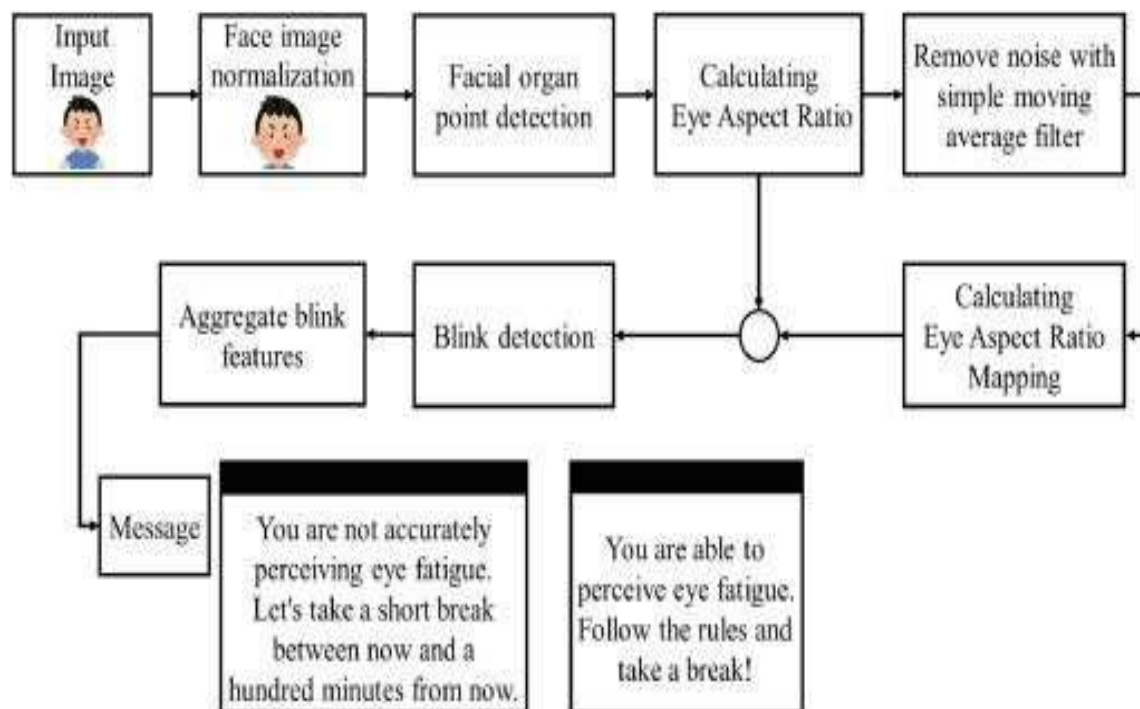 Input
Image
Face image
normalization
Facial organ
point detection
Calculating
Eye Aspect Ratio
Remove noise with
simple moving
average filter
Calculating
Eye Aspect Ratio
Mapping
Blink detection
Aggregate blink
features
Message
You are not accurately
perceiving eye fatigue.
Let's take a short break
between now and a
hundred minutes from now.
You are able to
perceive eye fatigue.
Follow the rules and
take a break!